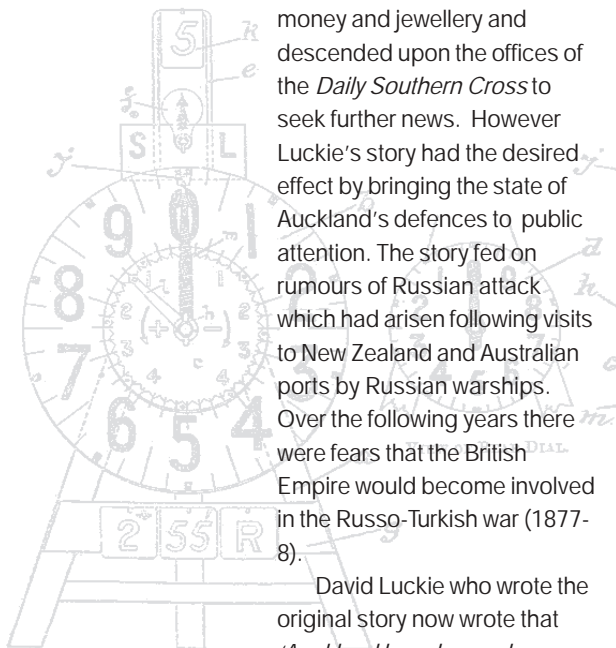 money and jewellery and
descended upon the offices of
the Daily Southern Cross to
seek further news. However
Luckie's story had the desired
effect by bringing the state of
Auckland's defences to public
attention. The story fed on
rumours of Russian attack
which had arisen following visits
to New Zealand and Australian
ports by Russian warships.
Over the following years there
were fears that the British
Empire would become involved
in the Russo-Turkish war (1877-
8).
David Luckie who wrote the
original story now wrote that
5
k
e
S L
0 1 2 3 4 5 6 7 8 9
(+ -)
d
h
m
DIAL.
2 55 R
g